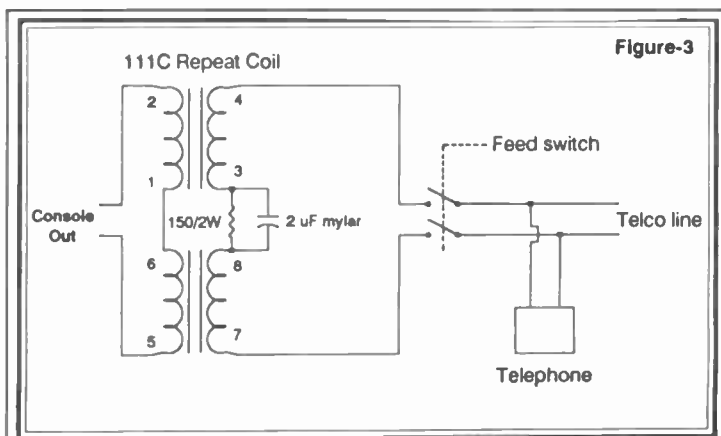 Figure-3
111C Repeat Coil
2
4
1
3
150/2W
2 uF mylar
6
8
5
7
Console
Out
Feed switch
Telco line
Telephone